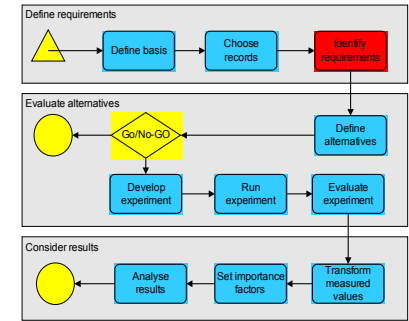 Define requirements
Define basis
Choose
records
Identify
requirements
Evaluate alternatives
Go/No-GO
Define
alternatives
Develop
experiment
Run
experiment
Evaluate
experiment
Consider results
Analyse
results
Set importance
factors
Transform
measured
values